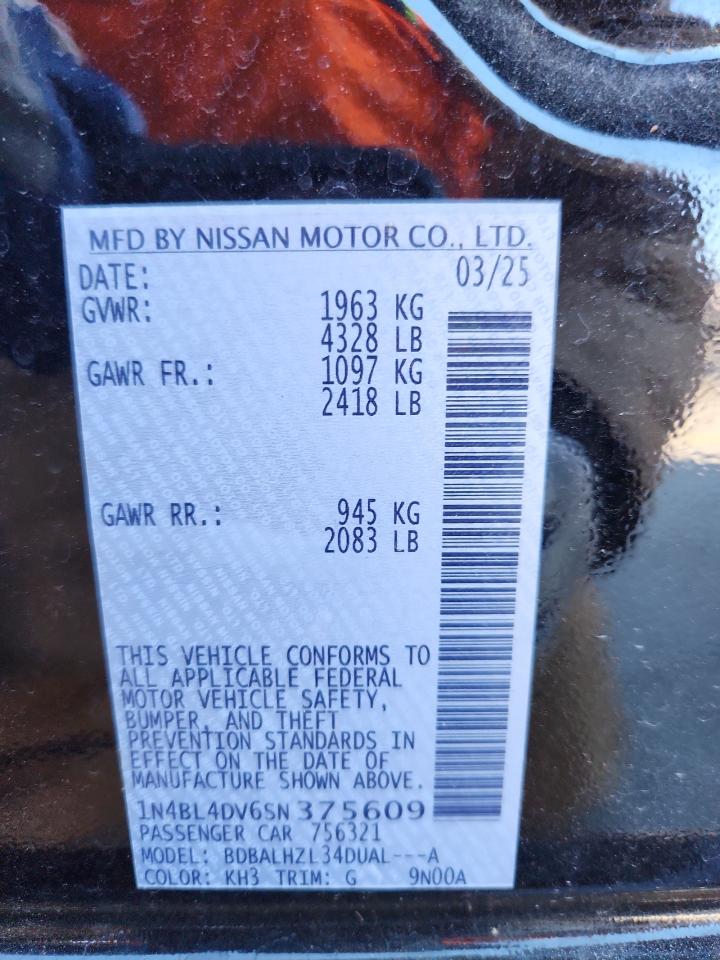 MFD BY NISSAN MOTOR CO., LTD.
DATE: 03/25
GVWR: 1963 KG
4328 LB
GAWR FR.: 1097 KG
2418 LB
GAWR RR.: 945 KG
2083 LB
THIS VEHICLE CONFORMS TO
ALL APPLICABLE FEDERAL
MOTOR VEHICLE SAFETY,
BUMPER, AND THEFT
PREVENTION STANDARDS IN
EFFECT ON THE DATE OF
MANUFACTURE SHOWN ABOVE.
1N4BL4DV6SN375609
PASSENGER CAR 756321
MODEL: BDBALHZL34DUAL---A
COLOR: KH3 TRIM: G 9N00A